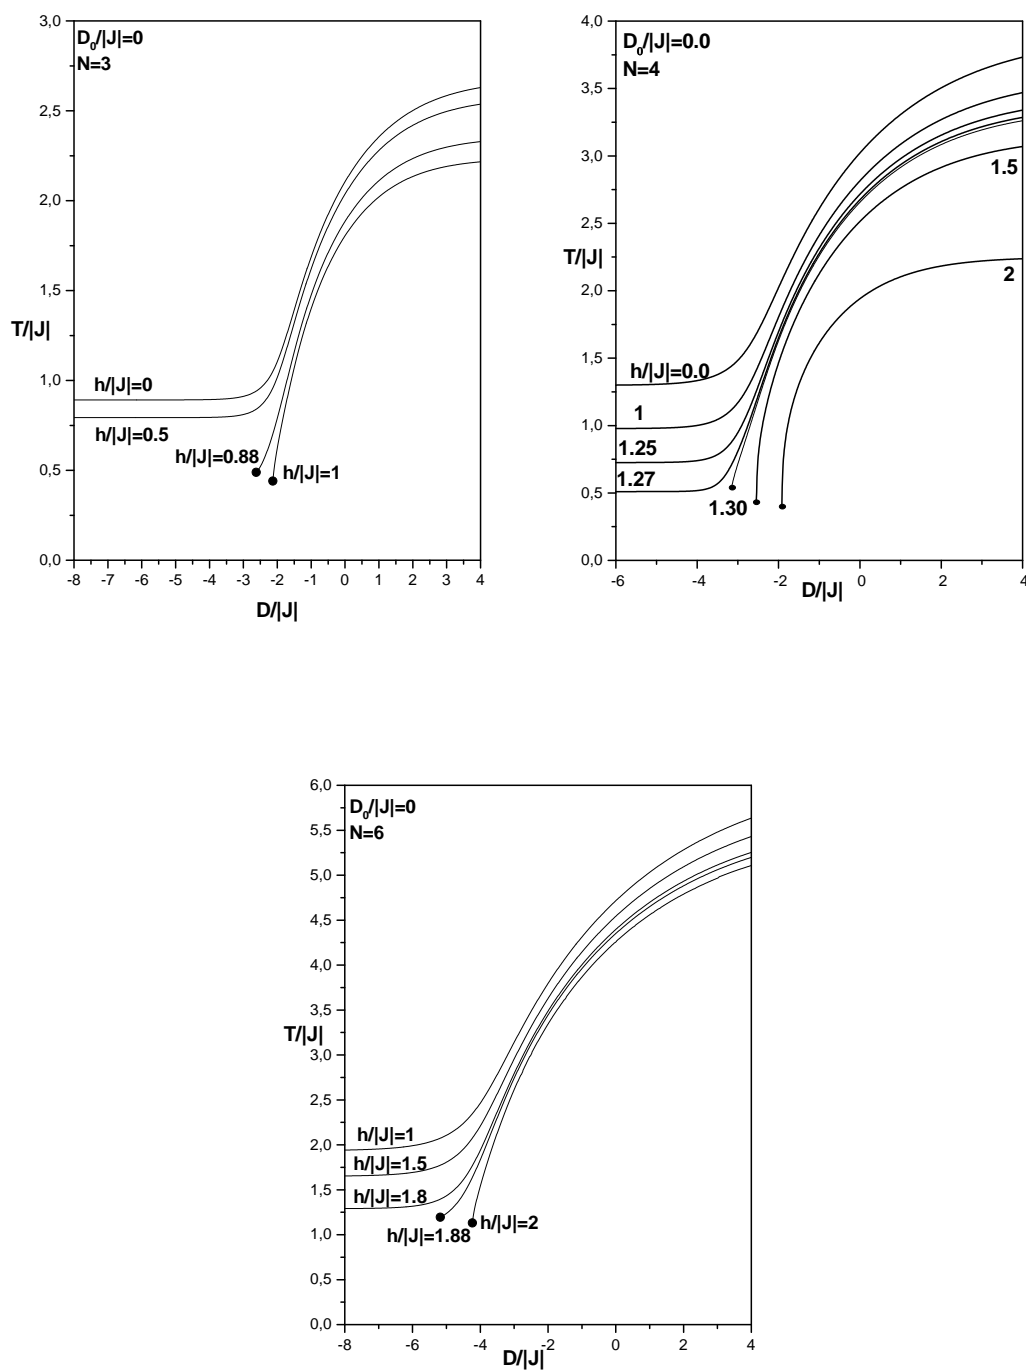 D₀/|J|=0
N=3
3,0
2,5
2,0
1,5
T/|J|
1,0
0,5
0,0
h/|J|=0
h/|J|=0.5
h/|J|=0.88
h/|J|=1
-8 -7 -6 -5 -4 -3 -2 -1 0 1 2 3 4
D/|J|
D₀/|J|=0.0
N=4
4,0
3,5
3,0
2,5
T/|J|
2,0
1,5
1,0
0,5
0,0
1.5
2
h/|J|=0.0
1
1.25
1.27
1.30
-6 -4 -2 0 2 4
D/|J|
D₀/|J|=0
N=6
6,0
5,5
5,0
4,5
4,0
3,5
T/|J|
3,0
2,5
2,0
1,5
1,0
0,5
0,0
h/|J|=1
h/|J|=1.5
h/|J|=1.8
h/|J|=1.88
h/|J|=2
-8 -6 -4 -2 0 2 4
D/|J|